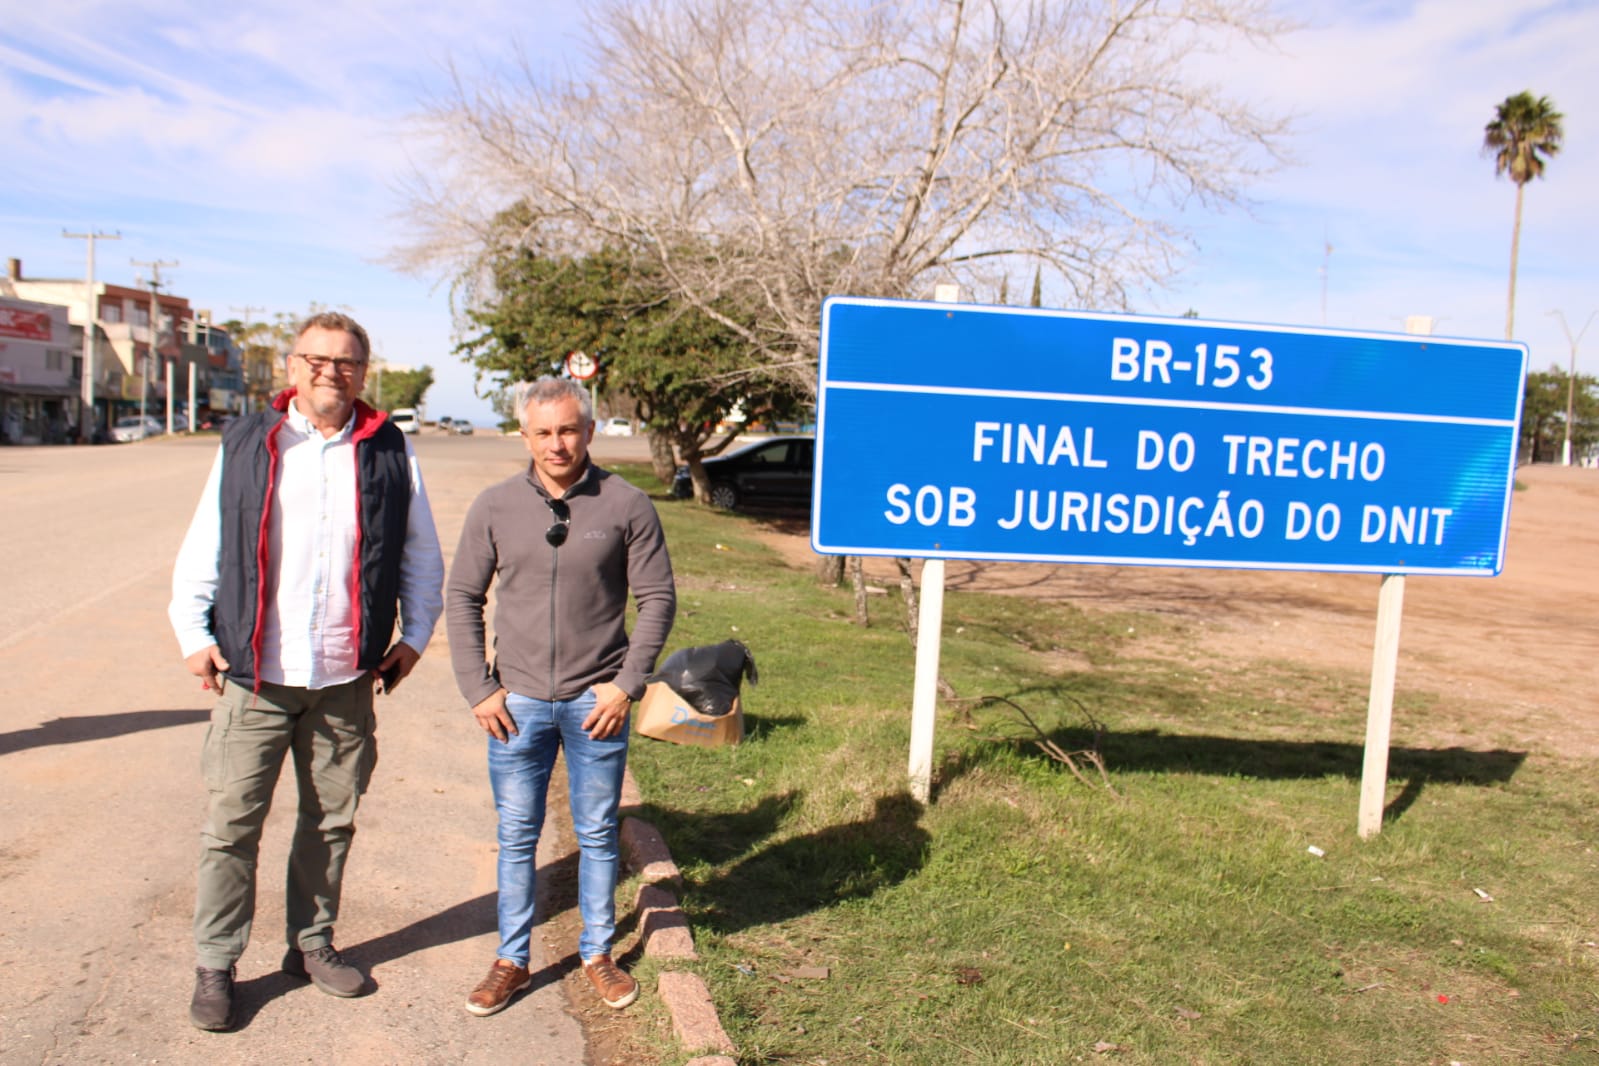 BR-153
FINAL DO TRECHO
SOB JURISDIÇÃO DO DNIT